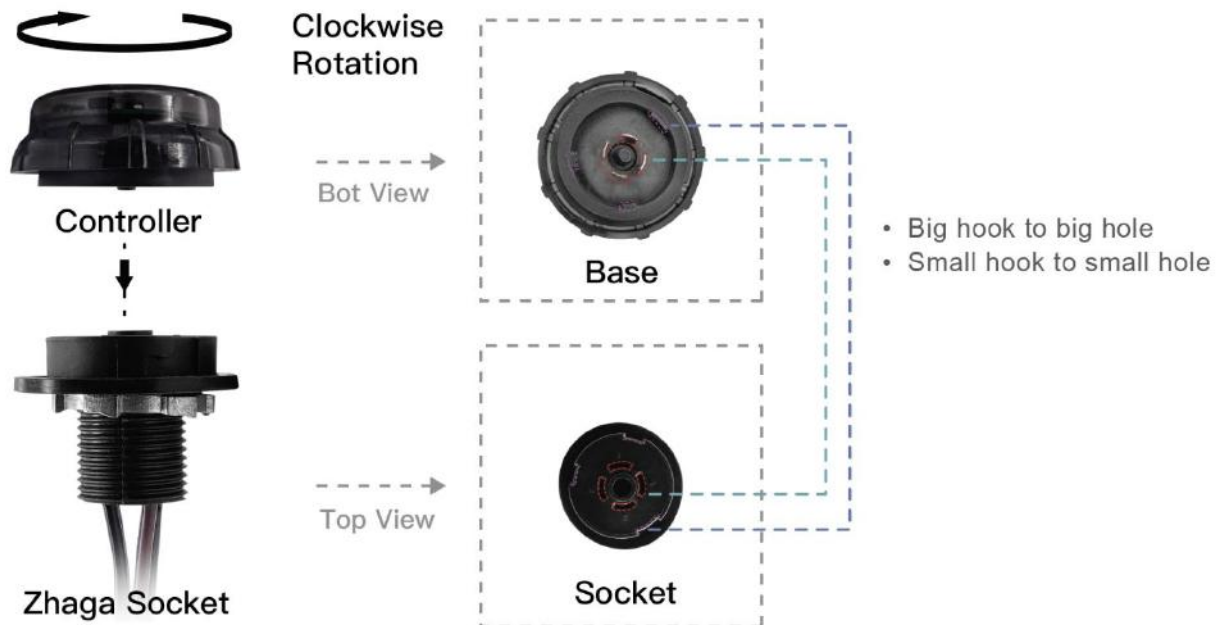 Clockwise
Rotation
Controller
Bot View
Base
• Big hook to big hole
• Small hook to small hole
Top View
Zhaga Socket
Socket